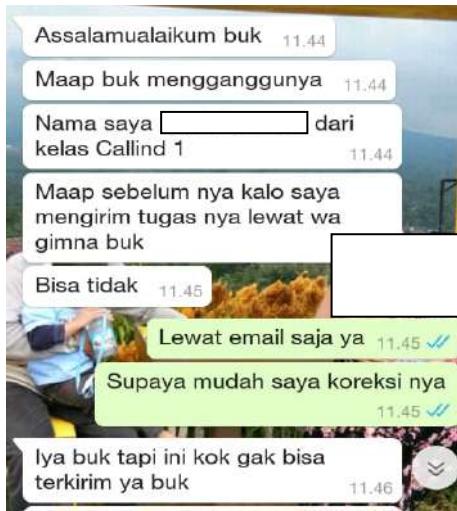 Assalamualaikum buk 11.44
Maap buk mengganggunya 11.44
Nama saya dari
kelas Callind 1 11.44
Maap sebelum nya kalo saya
mengirim tugas nya lewat wa
gimna buk
Bisa tidak 11.45
Lewat email saja ya 11.45
Supaya mudah saya koreksi nya
11.45
Iya buk tapi ini kok gak bisa
terkirim ya buk 11.46